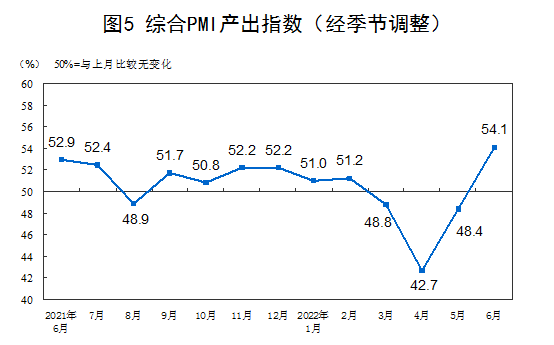 图5 综合PMI产出指数（经季节调整）
（%） 50%=与上月比较无变化
60
58
56
54
52
50
48
46
44
42
40
52.9
52.4
48.9
51.7
50.8
52.2
52.2
51.0
51.2
48.8
42.7
48.4
54.1
2021年
6月
7月
8月
9月
10月
11月
12月
2022年
1月
2月
3月
4月
5月
6月